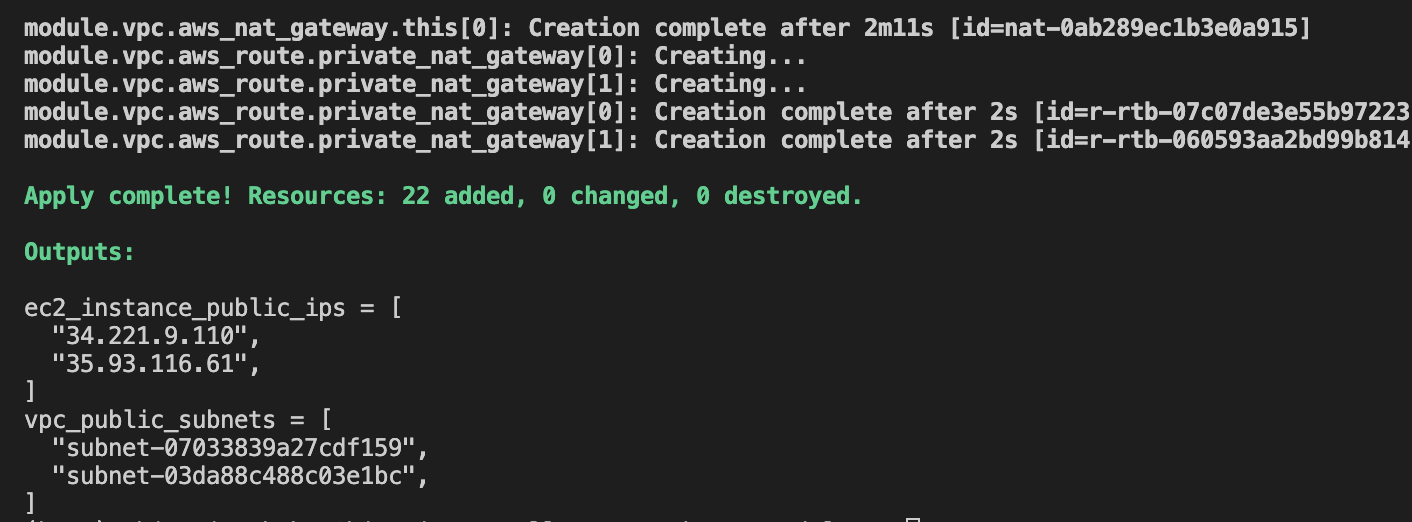 module.vpc.aws_nat_gateway.this[0]: Creation complete after 2m11s [id=nat-0ab289ec1b3e0a915]
module.vpc.aws_route.private_nat_gateway[0]: Creating...
module.vpc.aws_route.private_nat_gateway[1]: Creating...
module.vpc.aws_route.private_nat_gateway[0]: Creation complete after 2s [id=r-rtb-07c07de3e55b97223
module.vpc.aws_route.private_nat_gateway[1]: Creation complete after 2s [id=r-rtb-060593aa2bd99b814
Apply complete! Resources: 22 added, 0 changed, 0 destroyed.
Outputs:
ec2_instance_public_ips = [
"34.221.9.110",
"35.93.116.61",
]
vpc_public_subnets = [
"subnet-07033839a27cdf159",
"subnet-03da88c488c03e1bc",
]